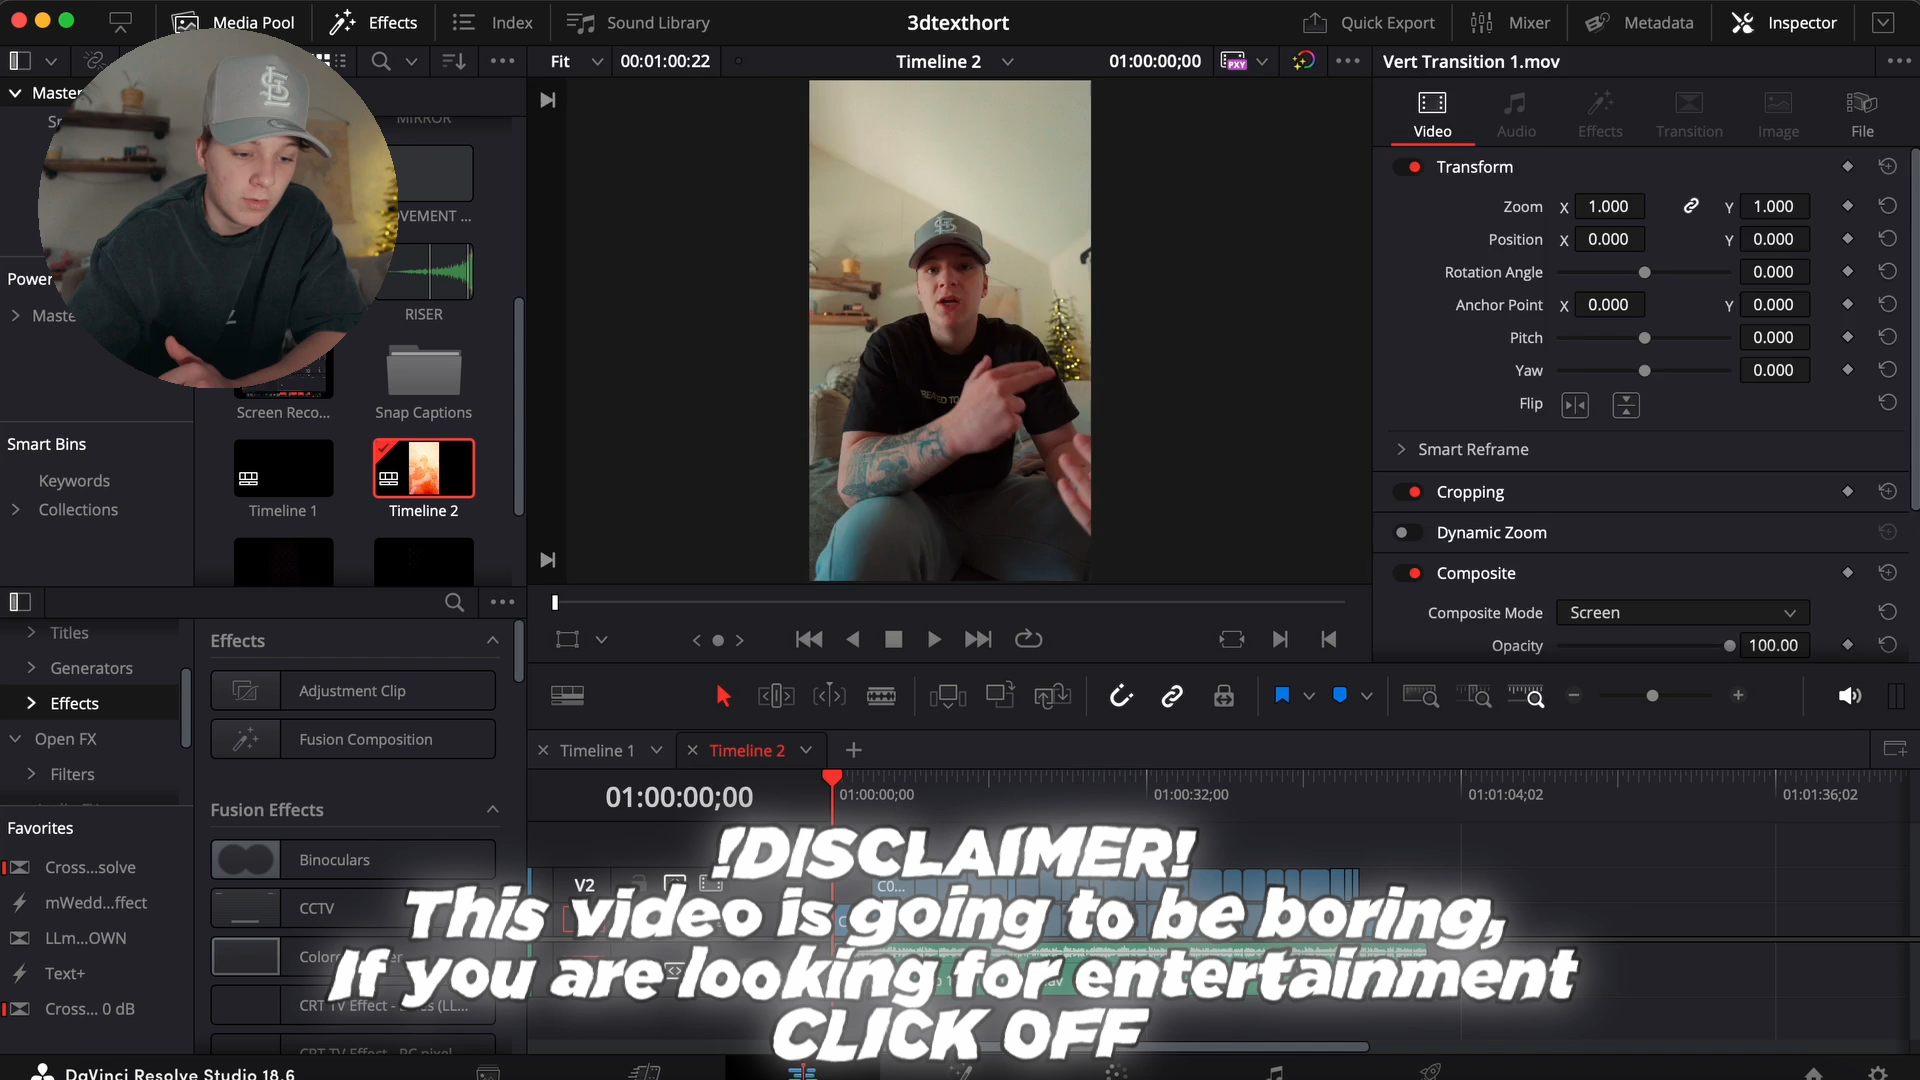 Media Pool
Effects
Index
Sound Library
3dtexthort
Quick Export
Mixer
Metadata
Inspector
Fit
00:01:00:22
Timeline 2
01:00:00;00
PXY
Vert Transition 1.mov
Master
MIRROR
OVEMENT ...
RISER
Power
Maste
Screen Reco...
Snap Captions
Smart Bins
Keywords
Collections
Timeline 1
Timeline 2
Video
Audio
Effects
Transition
Image
File
Transform
Zoom X 1.000 Y 1.000
Position X 0.000 Y 0.000
Rotation Angle 0.000
Anchor Point X 0.000 Y 0.000
Pitch 0.000
Yaw 0.000
Flip
Smart Reframe
Cropping
Dynamic Zoom
Composite
Composite Mode Screen
Opacity 100.00
Titles
Generators
Effects
Open FX
Filters
Favorites
Cross...solve
mWedd...ffect
LLm...OWN
Text+
Cross... 0 dB
Effects
Adjustment Clip
Fusion Composition
Fusion Effects
Binoculars
CCTV
CRT TV Effect
Timeline 1
Timeline 2
01:00:00;00
01:00:00;00
01:00:32;00
01:01:04;02
01:01:36;02
V2
C0...
!DISCLAIMER!
This video is going to be boring,
If you are looking for entertainment
CLICK OFF
DaVinci Resolve Studio 18.6